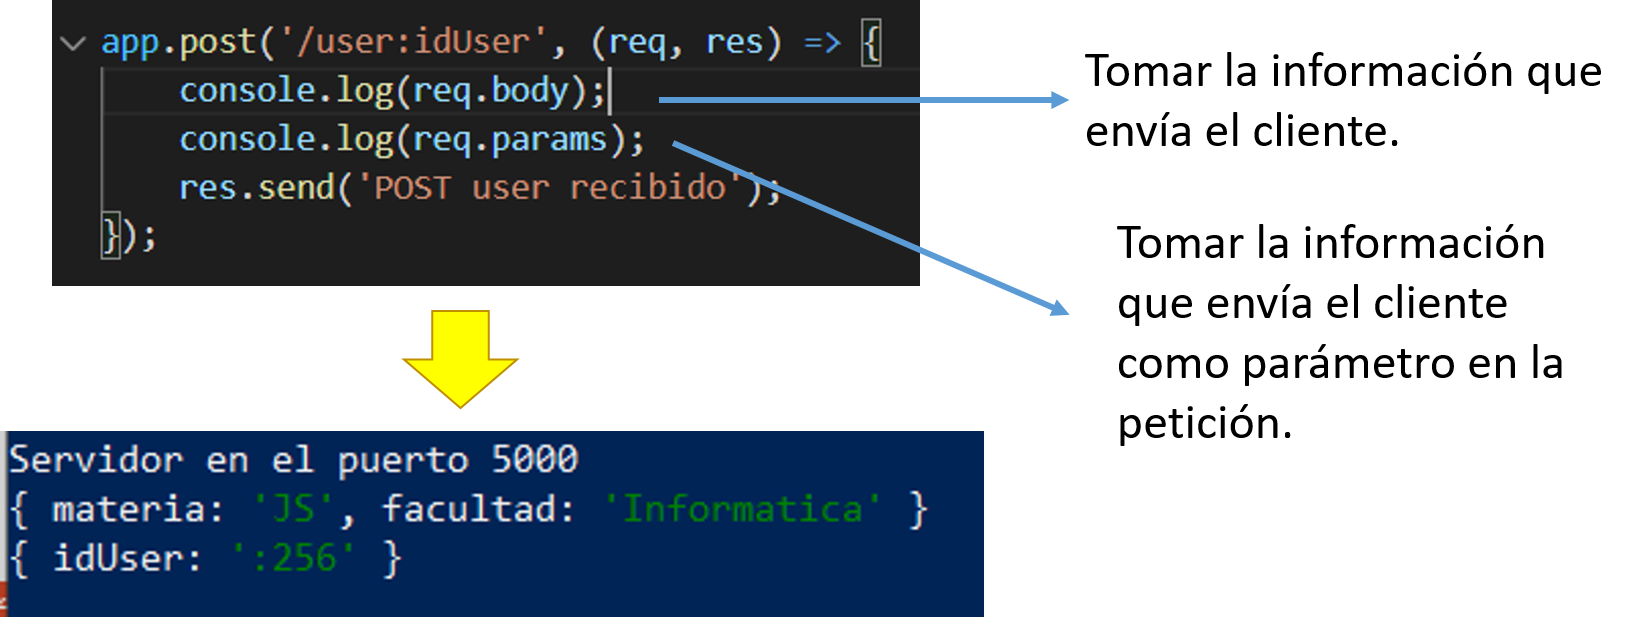 app.post('/user:idUser', (req, res) => {
console.log(req.body);
console.log(req.params);
res.send('POST user recibido');
});
Tomar la información que
envía el cliente.
Tomar la información
que envía el cliente
como parámetro en la
petición.
Servidor en el puerto 5000
{ materia: 'JS', facultad: 'Informatica' }
{ idUser: ':256' }